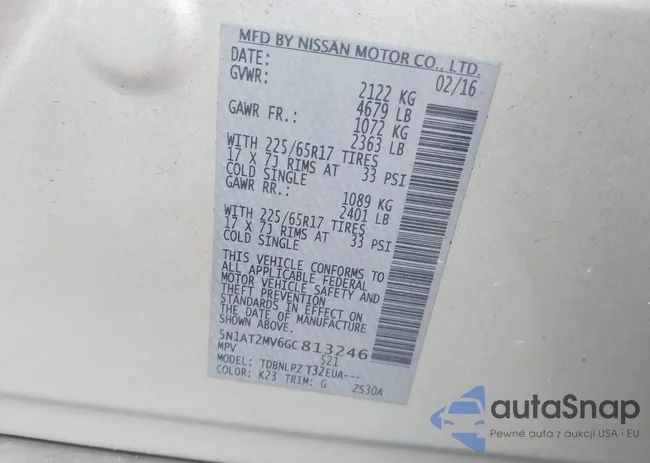 MFD BY NISSAN MOTOR CO., LTD.
DATE: 02/16
GVWR: 2122 KG
4679 LB
GAWR FR.: 1072 KG
2363 LB
WITH 225/65R17 TIRES
17 X 7J RIMS AT 33 PSI
COLD SINGLE
GAWR RR.: 1089 KG
2401 LB
WITH 225/65R17 TIRES
17 X 7J RIMS AT 33 PSI
COLD SINGLE
THIS VEHICLE CONFORMS TO
ALL APPLICABLE FEDERAL
MOTOR VEHICLE SAFETY AND
THEFT PREVENTION
STANDARDS IN EFFECT ON
THE DATE OF MANUFACTURE
SHOWN ABOVE.
5N1AT2MV6GC813246
MPV 521
MODEL: TDBNLPZ T32EUA---
COLOR: K23 TRIM: G ZS30A
autaSnap
Pewne auta z aukcji USA i EU